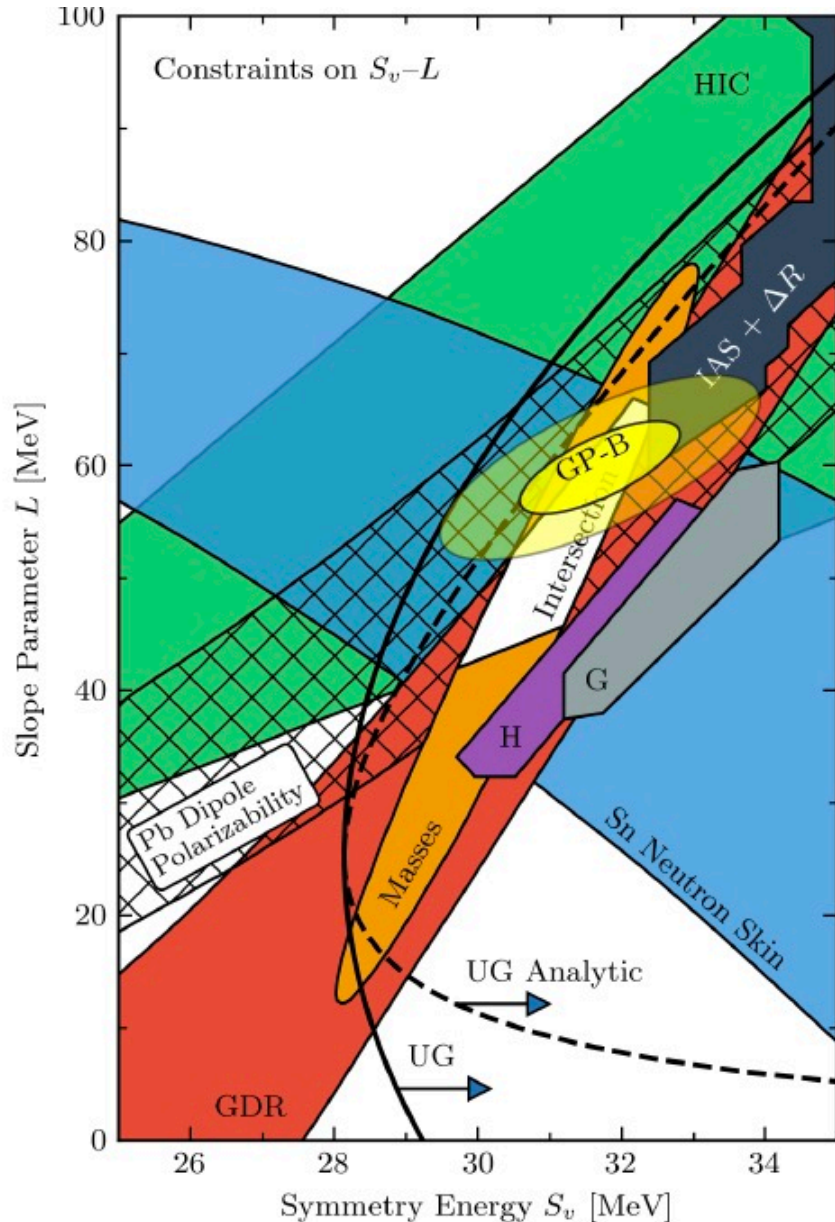 100
Constraints on Sᵥ–L
HIC
80
IAS + ΔR
60
GP-B
Intersection
Slope Parameter L [MeV]
40
G
H
Pb Dipole
Polarizability
Masses
Sn Neutron Skin
20
UG Analytic
UG
GDR
0
26 28 30 32 34
Symmetry Energy Sᵥ [MeV]